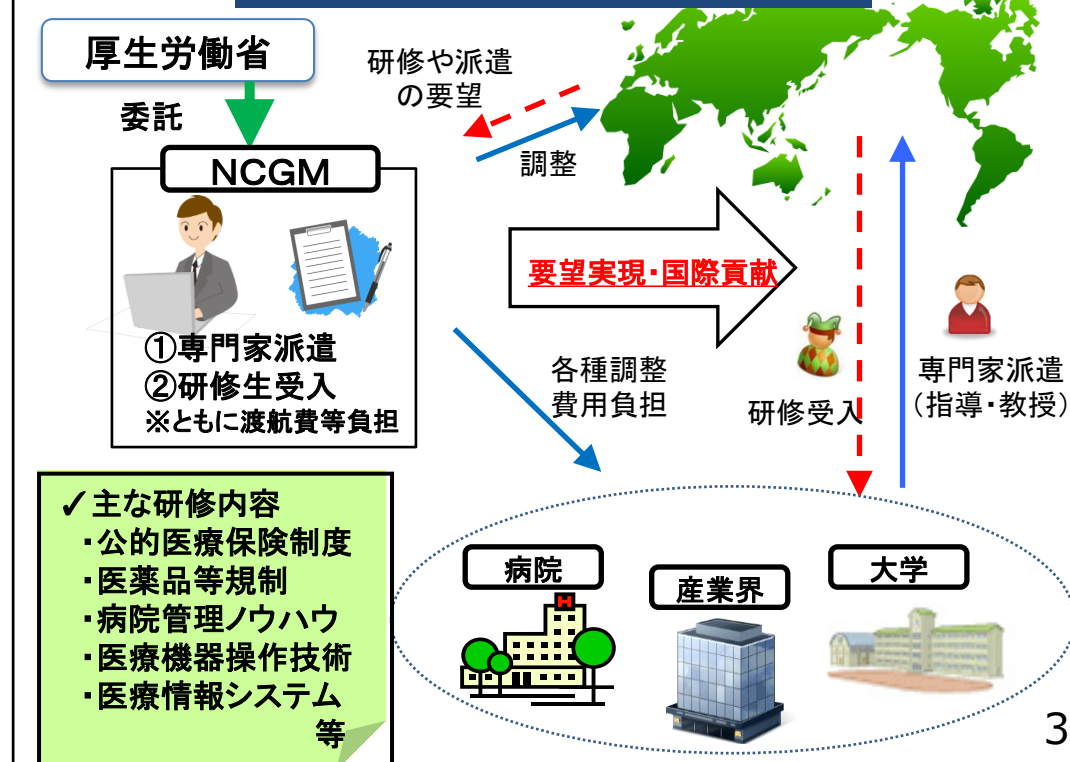 厚生労働省
委託
研修や派遣
の要望
調整
NCGM
①専門家派遣
②研修生受入
※ともに渡航費等負担
要望実現・国際貢献
各種調整
費用負担
研修受入
専門家派遣
（指導・教授）
✓主な研修内容
・公的医療保険制度
・医薬品等規制
・病院管理ノウハウ
・医療機器操作技術
・医療情報システム
等
病院
H
産業界
大学
3